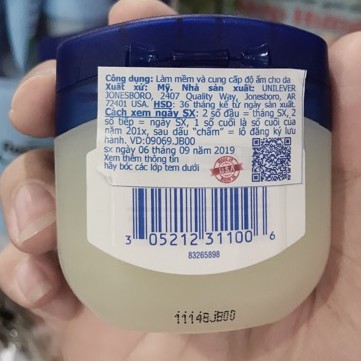 Công dụng: Làm mềm và cung cấp độ ẩm cho da
Xuất xứ: Mỹ. Nhà sản xuất: UNILEVER
JONESBORO, 2407 Quality Way, Jonesboro, AR
72401 USA. HSD: 36 tháng kể từ ngày sản xuất.
Cách xem ngày SX: 2 số đầu = tháng SX, 2
số tiếp = ngày SX, 1 số cuối là số cuối của
năm 201x, sau dấu "chấm" = lô đăng ký lưu
hành. VD:09069.JB00
sx ngày 06 tháng 09 năm 2019
Xem thêm thông tin
hãy bóc các lớp tem dưới
U.S.A
3 05212 31100 6
83265898
11148JB00